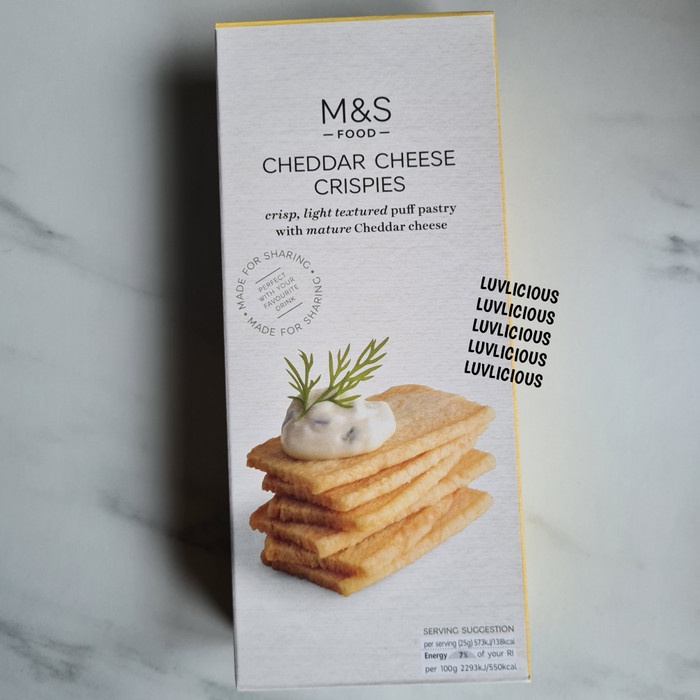 M&S
FOOD
CHEDDAR CHEESE
CRISPIES
crisp, light textured puff pastry
with mature Cheddar cheese
MADE FOR SHARING • MADE FOR SHARING •
PERFECT
WITH YOUR
FAVOURITE
DRINK
LUVLICIOUS
LUVLICIOUS
LUVLICIOUS
LUVLICIOUS
LUVLICIOUS
SERVING SUGGESTION
per serving (25g) 573kJ/138kcal
Energy 7% of your RI
per 100g 2293kJ/550kcal